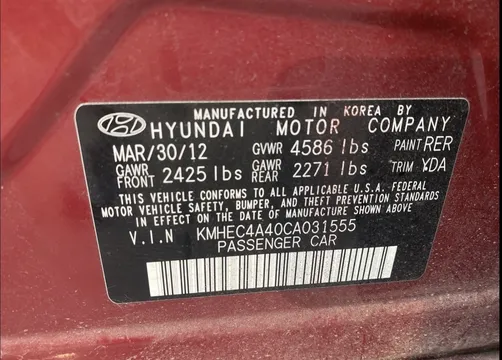 MANUFACTURED IN KOREA BY
HYUNDAI MOTOR COMPANY
MAR/30/12 GVWR 4586 lbs PAINT RER
GAWR FRONT 2425 lbs GAWR REAR 2271 lbs TRIM YDA
THIS VEHICLE CONFORMS TO ALL APPLICABLE U.S.A. FEDERAL
MOTOR VEHICLE SAFETY, BUMPER, AND THEFT PREVENTION STANDARDS
IN EFFECT ON THE DATE OF MANUFACTURE SHOWN ABOVE.
V.I.N KMHEC4A40CA031555
PASSENGER CAR